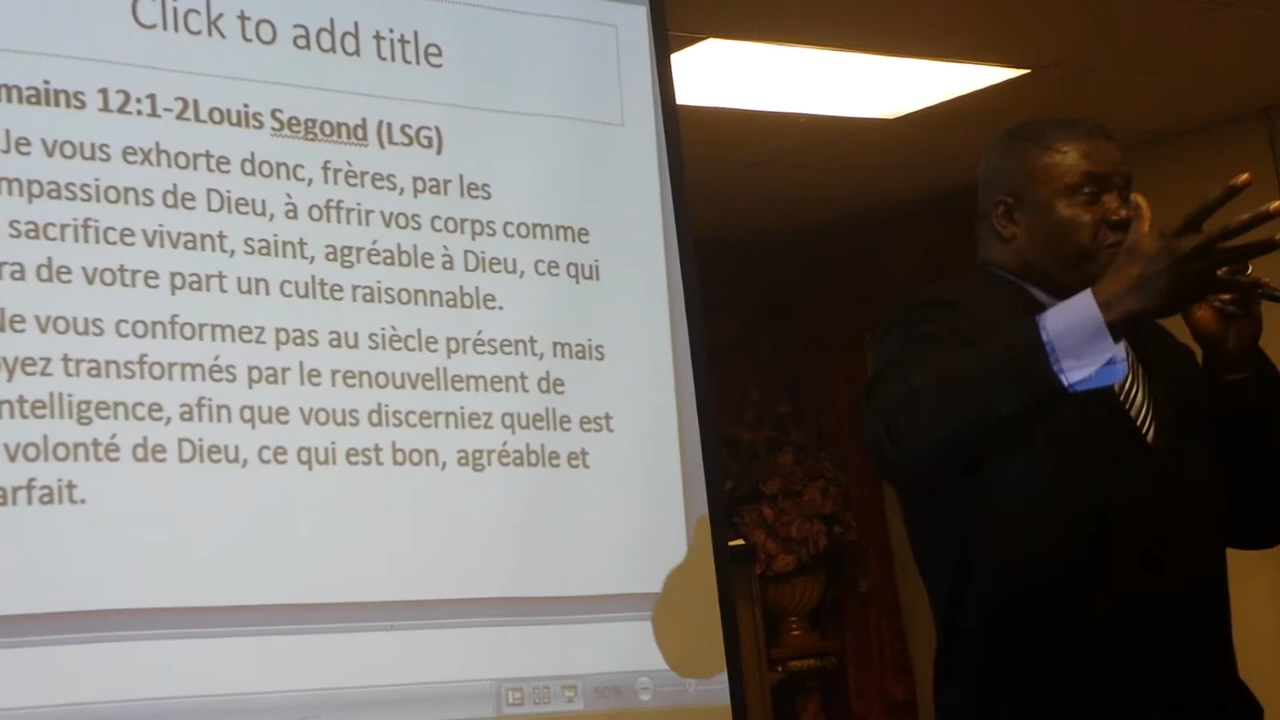 Click to add title
mains 12:1-2Louis Segond (LSG)
Je vous exhorte donc, frères, par les
mpassions de Dieu, à offrir vos corps comme
sacrifice vivant, saint, agréable à Dieu, ce qui
ra de votre part un culte raisonnable.
Ne vous conformez pas au siècle présent, mais
yez transformés par le renouvellement de
ntelligence, afin que vous discerniez quelle est
volonté de Dieu, ce qui est bon, agréable et
arfait.
50%